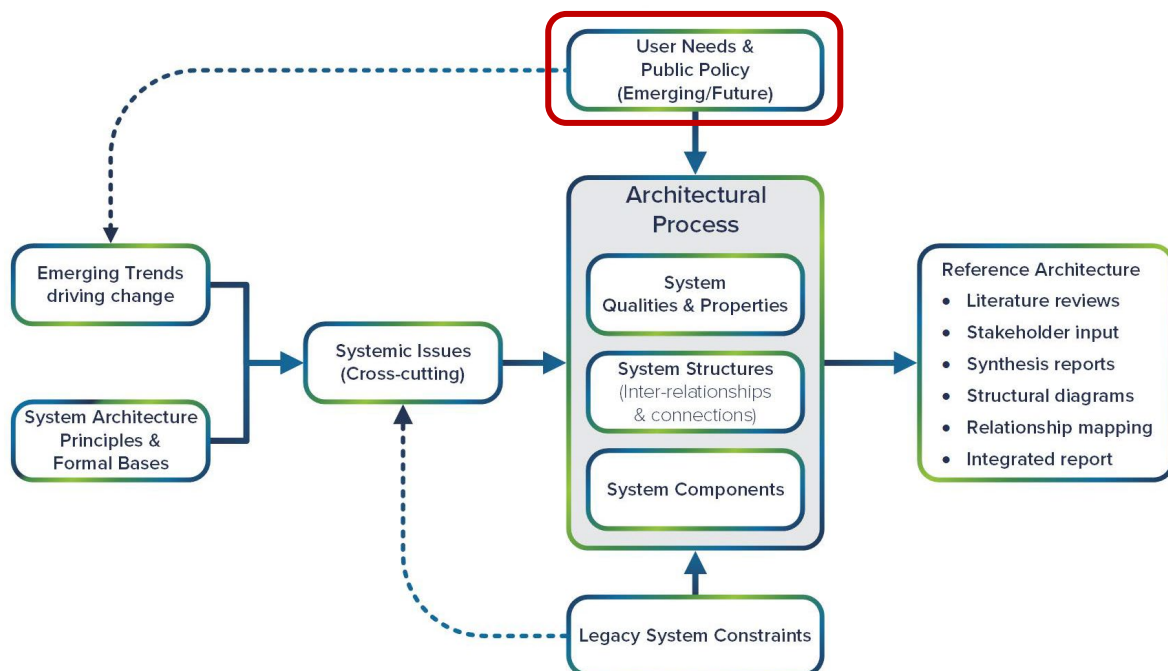 User Needs &
Public Policy
(Emerging/Future)
Architectural
Process
Emerging Trends
driving change
System Architecture
Principles &
Formal Bases
Systemic Issues
(Cross-cutting)
System
Qualities & Properties
System Structures
(Inter-relationships
& connections)
System Components
Legacy System Constraints
Reference Architecture
• Literature reviews
• Stakeholder input
• Synthesis reports
• Structural diagrams
• Relationship mapping
• Integrated report